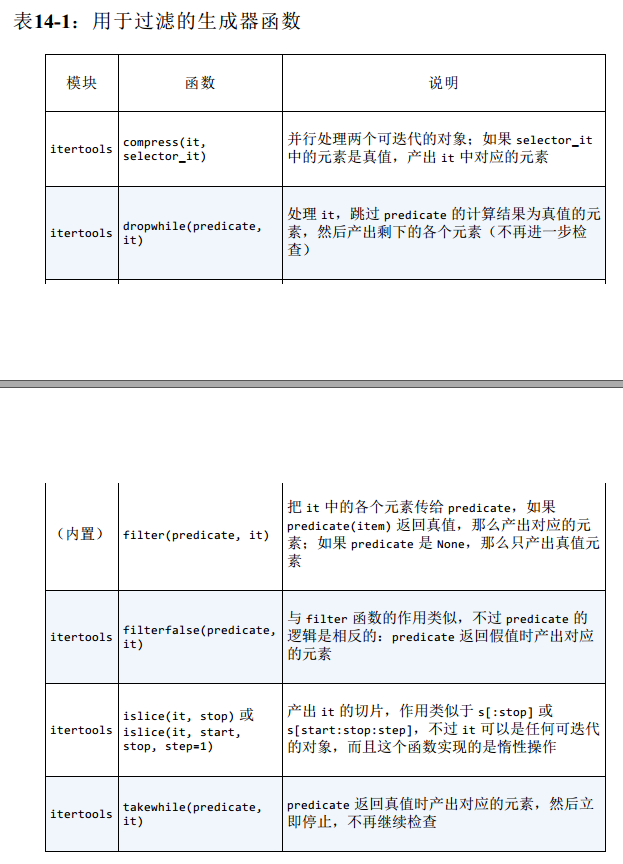 表14-1：用于过滤的生成器函数
模块 函数 说明
itertools
compress(it,
selector_it)
并行处理两个可迭代的对象；如果 selector_it
中的元素是真值，产出 it 中对应的元素
itertools
dropwhile(predicate,
it)
处理 it，跳过 predicate 的计算结果为真值的元
素，然后产出剩下的各个元素（不再进一步检
查）
（内置）
filter(predicate, it)
把 it 中的各个元素传给 predicate，如果
predicate(item) 返回真值，那么产出对应的元
素；如果 predicate 是 None，那么只产出真值元
素
itertools
filterfalse(predicate,
it)
与 filter 函数的作用类似，不过 predicate 的
逻辑是相反的：predicate 返回假值时产出对应
的元素
itertools
islice(it, stop) 或
islice(it, start,
stop, step=1)
产出 it 的切片，作用类似于 s[:stop] 或
s[start:stop:step]，不过 it 可以是任何可迭代
的对象，而且这个函数实现的是惰性操作
itertools
takewhile(predicate,
it)
predicate 返回真值时产出对应的元素，然后立
即停止，不再继续检查